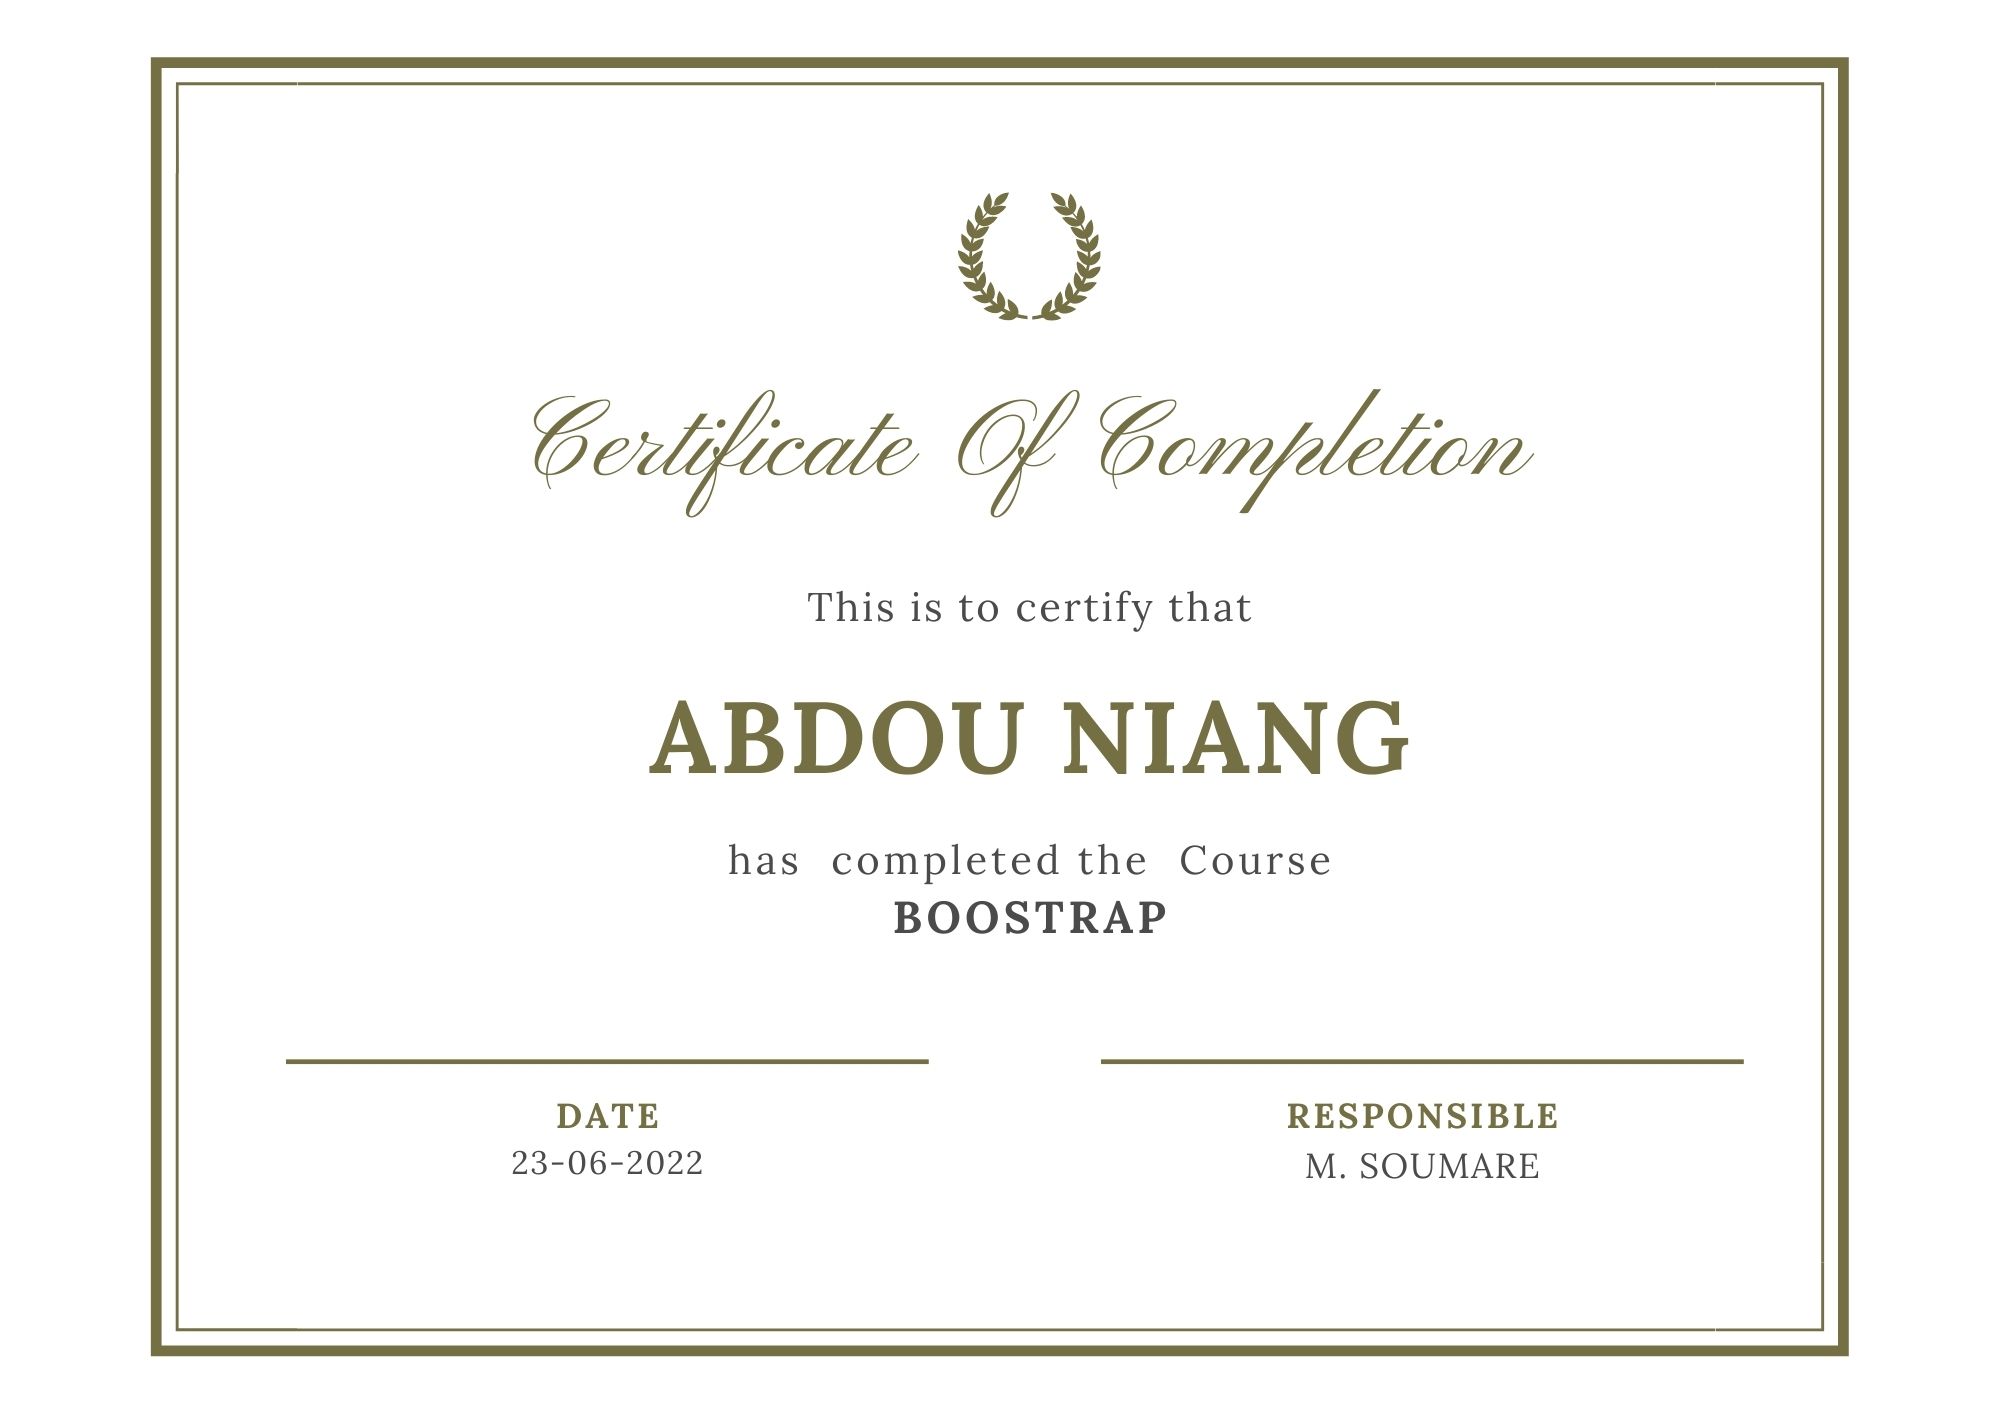 Certificate Of Completion
This is to certify that
ABDOU NIANG
has completed the Course
BOOSTRAP
DATE
23-06-2022
RESPONSIBLE
M. SOUMARE